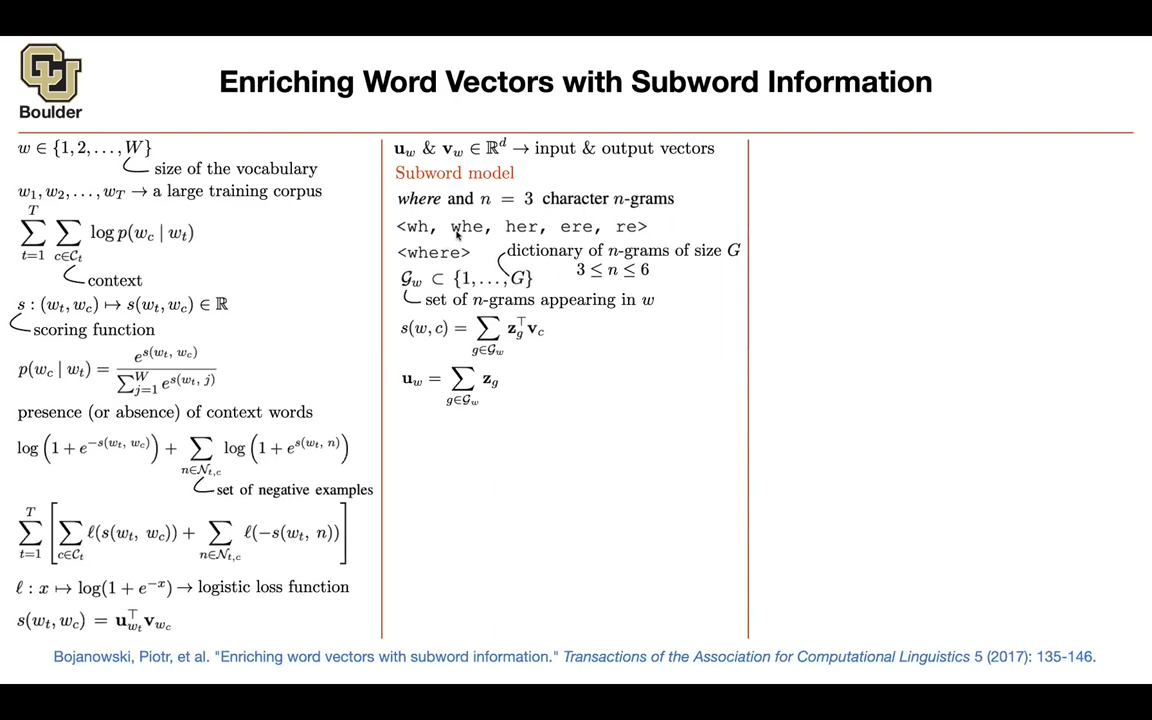 Boulder
Enriching Word Vectors with Subword Information
w ∈ {1, 2, . . . , W}
size of the vocabulary
w₁, w₂, . . . , w_T → a large training corpus
∑_{t=1}^{T} ∑_{c∈𝒞_t} log p(w_c | w_t)
context
s : (w_t, w_c) ↦ s(w_t, w_c) ∈ ℝ
scoring function
p(w_c | w_t) = e^{s(w_t, w_c)} / ∑_{j=1}^{W} e^{s(w_t, j)}
presence (or absence) of context words
log(1 + e^{−s(w_t, w_c)}) + ∑_{n∈𝒩_{t,c}} log(1 + e^{s(w_t, n)})
set of negative examples
∑_{t=1}^{T} [∑_{c∈𝒞_t} ℓ(s(w_t, w_c)) + ∑_{n∈𝒩_{t,c}} ℓ(−s(w_t, n))]
ℓ : x ↦ log(1 + e^{−x}) → logistic loss function
s(w_t, w_c) = 𝐮_{w_t}^⊤ 𝐯_{w_c}
𝐮_w & 𝐯_w ∈ ℝ^d → input & output vectors
Subword model
where and n = 3 character n-grams
<wh, whe, her, ere, re>
<where>
dictionary of n-grams of size G
3 ≤ n ≤ 6
𝒢_w ⊂ {1, . . . , G}
set of n-grams appearing in w
s(w, c) = ∑_{g∈𝒢_w} 𝐳_g^⊤ 𝐯_c
𝐮_w = ∑_{g∈𝒢_w} 𝐳_g
Bojanowski, Piotr, et al. "Enriching word vectors with subword information." Transactions of the Association for Computational Linguistics 5 (2017): 135-146.